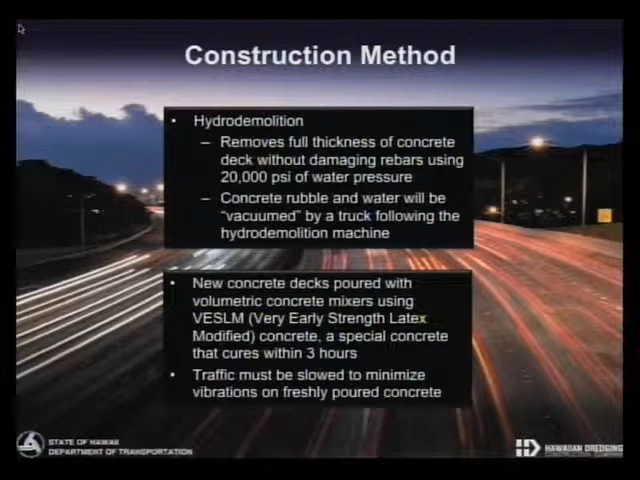 Construction Method
• Hydrodemolition
– Removes full thickness of concrete
deck without damaging rebars using
20,000 psi of water pressure
– Concrete rubble and water will be
"vacuumed" by a truck following the
hydrodemolition machine
• New concrete decks poured with
volumetric concrete mixers using
VESLM (Very Early Strength Latex
Modified) concrete, a special concrete
that cures within 3 hours
• Traffic must be slowed to minimize
vibrations on freshly poured concrete
STATE OF HAWAII
DEPARTMENT OF TRANSPORTATION
HAWAIIAN DREDGING